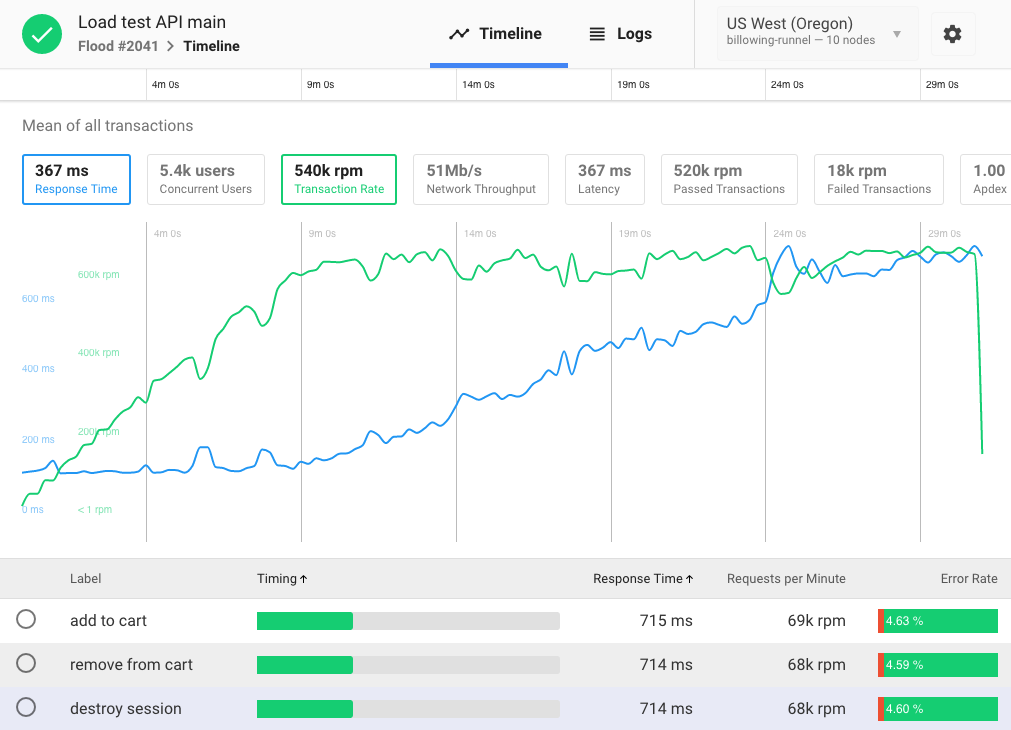 Load test API main
Flood #2041 > Timeline
Timeline
Logs
US West (Oregon)
billowing-runnel — 10 nodes
4m 0s 9m 0s 14m 0s 19m 0s 24m 0s 29m 0s
Mean of all transactions
367 ms
Response Time
5.4k users
Concurrent Users
540k rpm
Transaction Rate
51Mb/s
Network Throughput
367 ms
Latency
520k rpm
Passed Transactions
18k rpm
Failed Transactions
1.00
Apdex
4m 0s 9m 0s 14m 0s 19m 0s 24m 0s 29m 0s
600k rpm
600 ms
400k rpm
400 ms
200k rpm
200 ms
0 ms < 1 rpm
Label Timing ↑ Response Time ↑ Requests per Minute Error Rate
add to cart 715 ms 69k rpm 4.63 %
remove from cart 714 ms 68k rpm 4.59 %
destroy session 714 ms 68k rpm 4.60 %